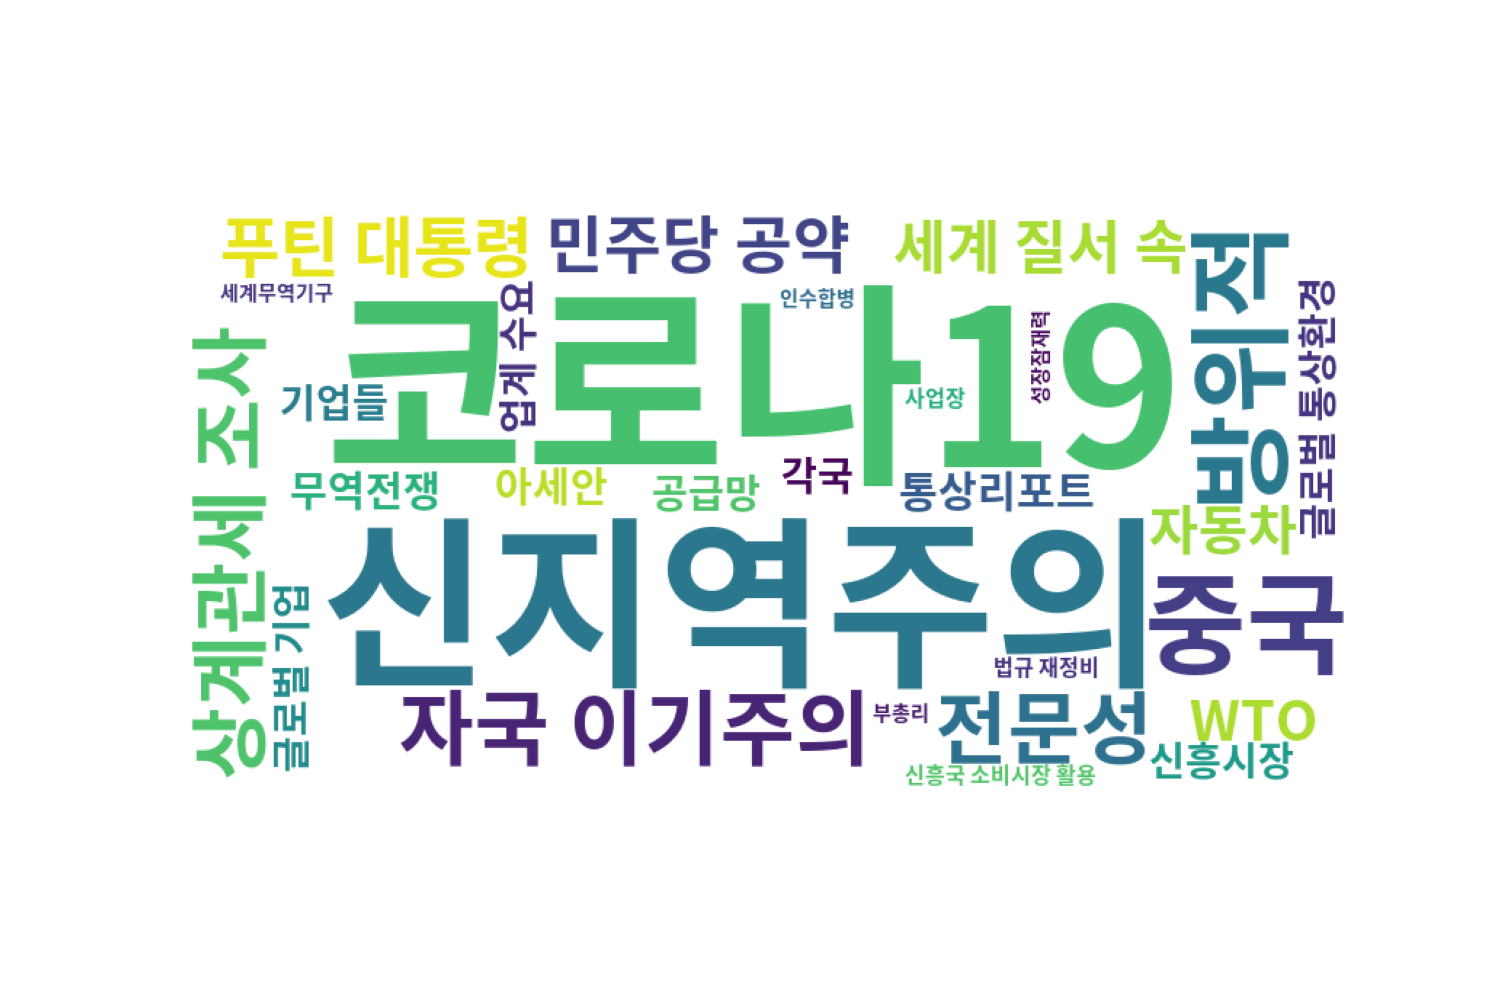 푸틴 대통령
민주당 공약
세계 질서 속
세계무역기구
인수합병
코로나19
업계 수요
성장잠재력
방위적
글로벌 통상환경
상계관세 조사
기업들
사업장
무역전쟁
아세안
공급망
각국
통상리포트
자동차
신지역주의
중국
글로벌 기업
법규 재정비
자국 이기주의
부총리
전문성
WTO
신흥시장
신흥국 소비시장 활용